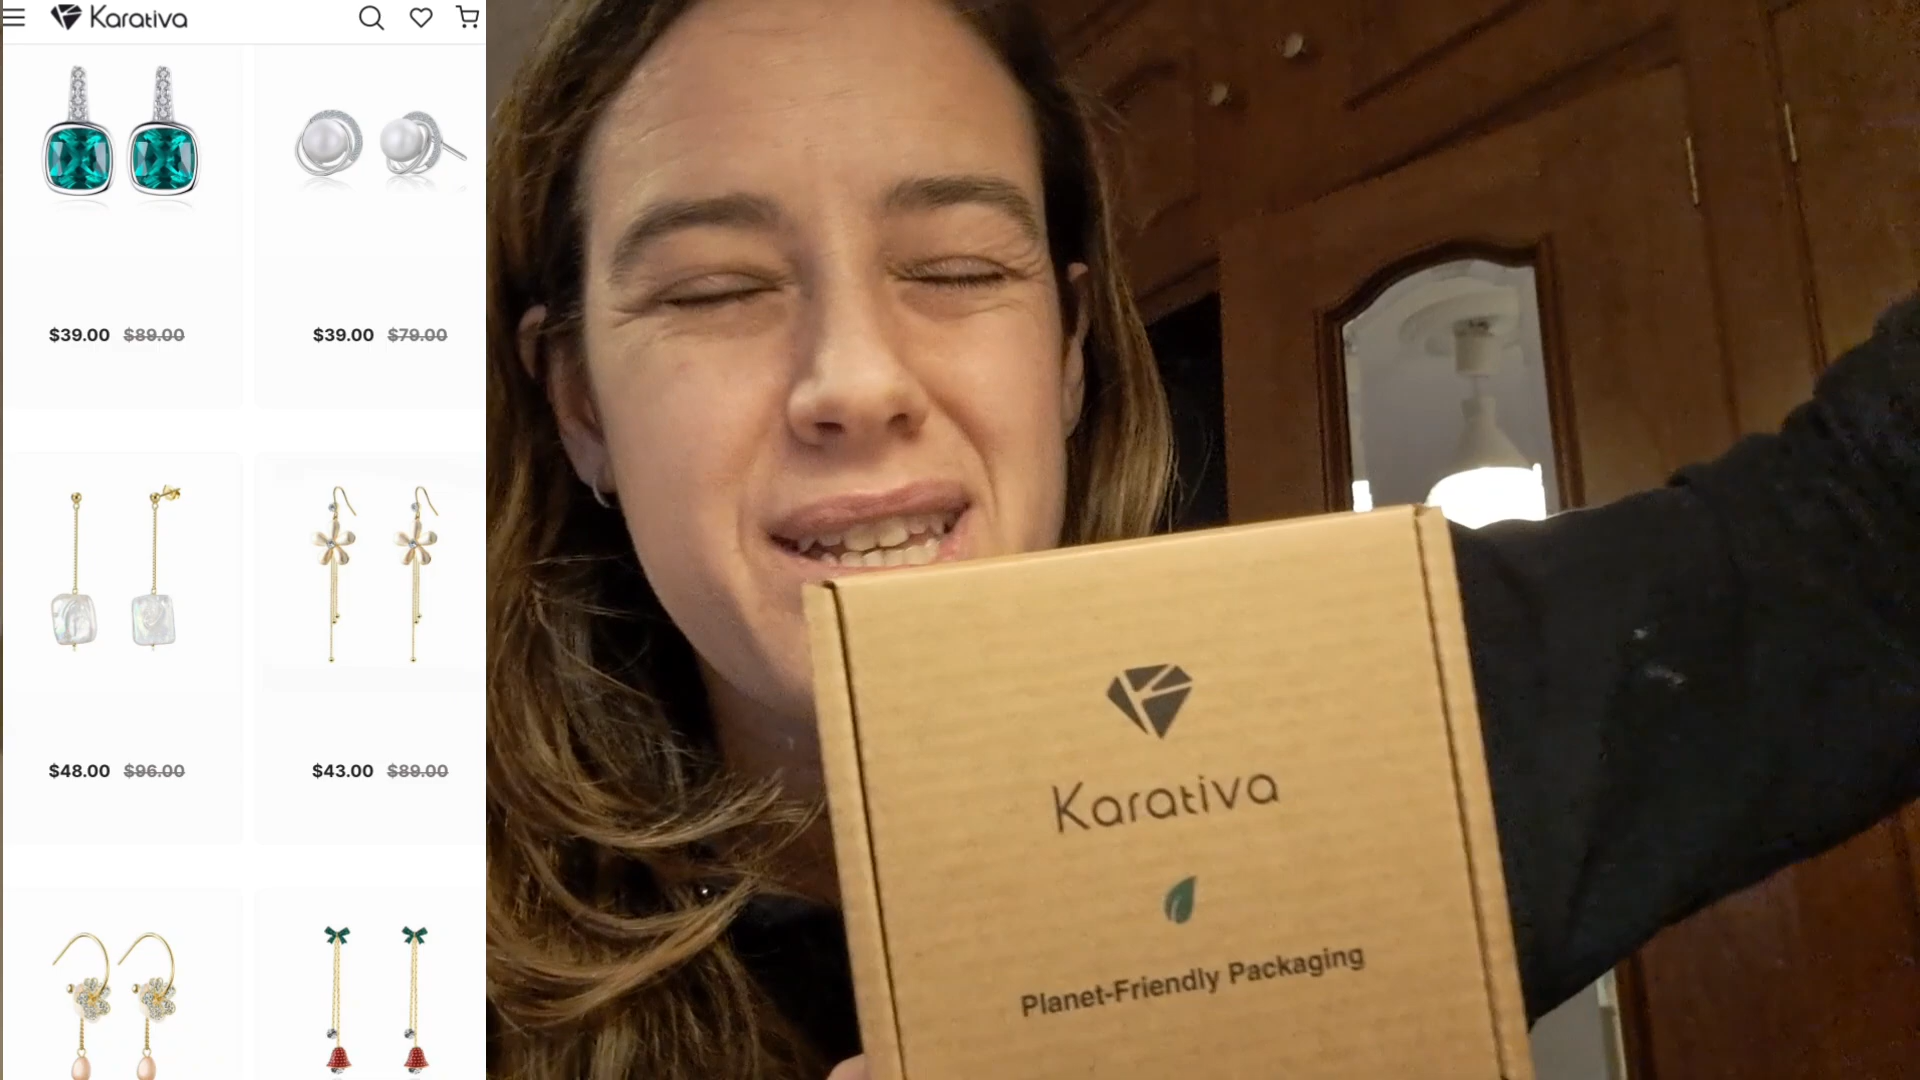 Karativa
$39.00 $89.00
$39.00 $79.00
$48.00 $96.00
$43.00 $89.00
Karativa
Planet-Friendly Packaging